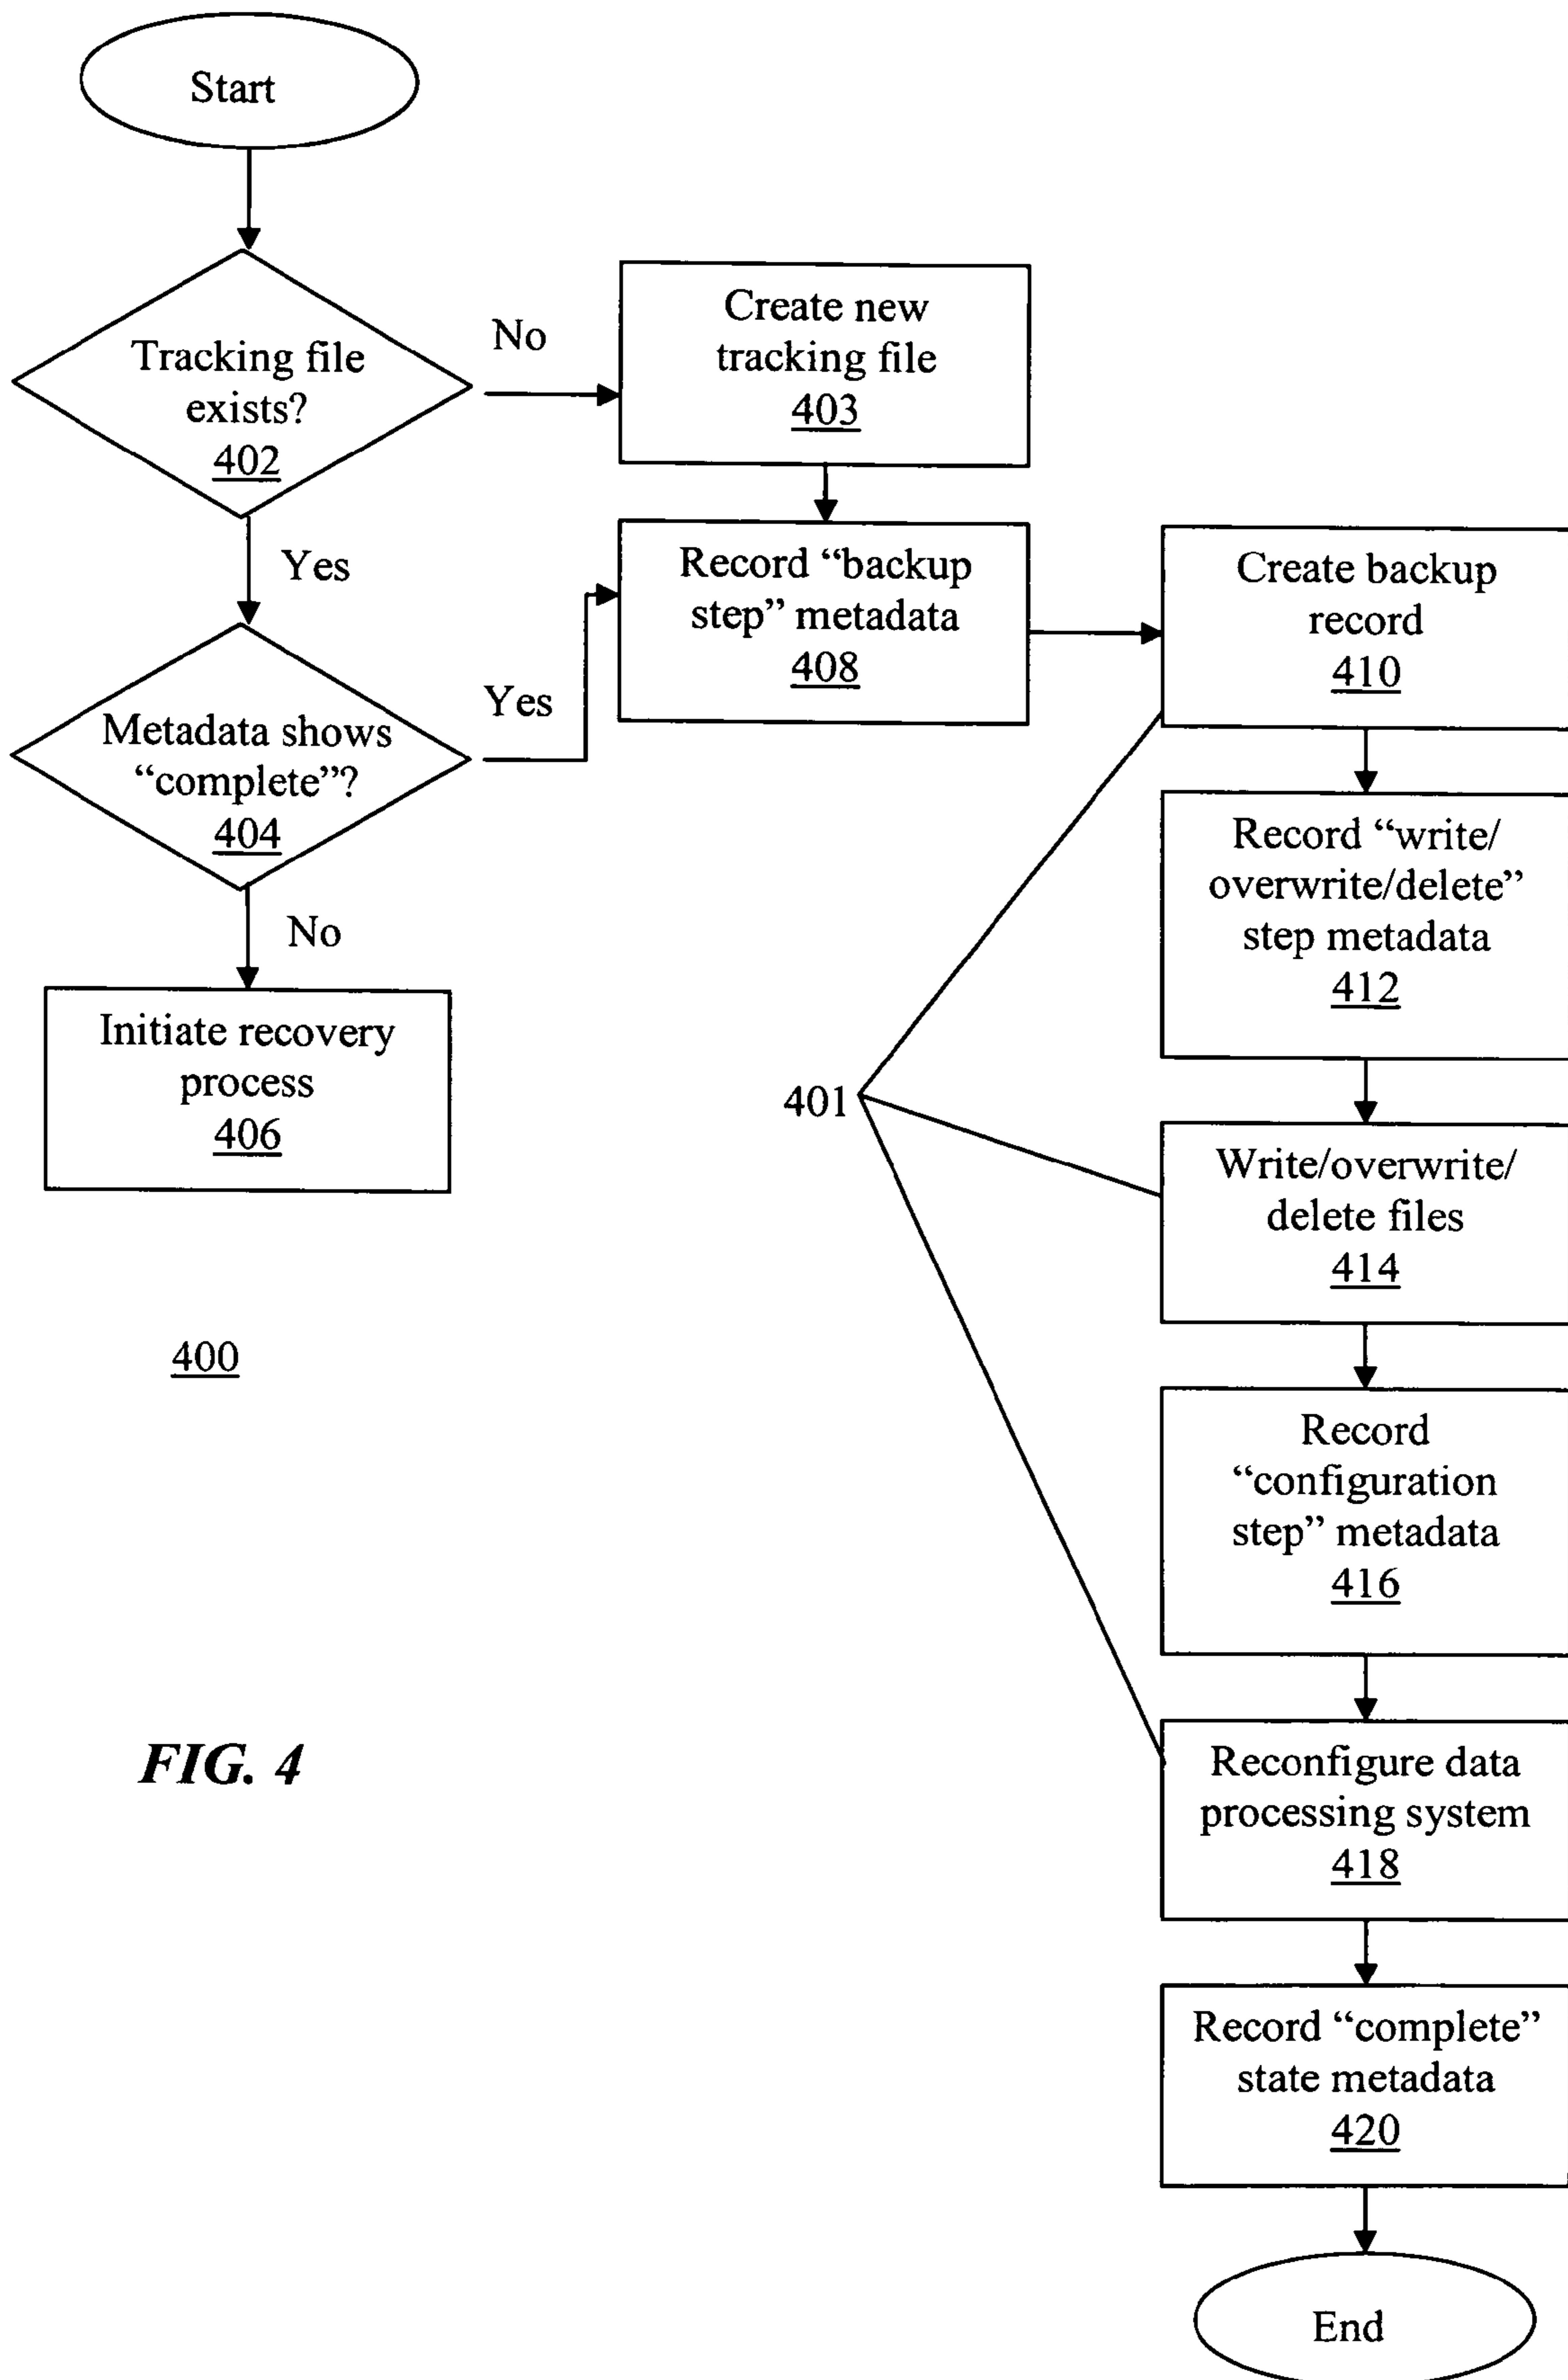 Start
Tracking file
exists?
402
No
Yes
Create new
tracking file
403
Metadata shows
“complete”?
404
Yes
No
Initiate recovery
process
406
Record “backup
step” metadata
408
Create backup
record
410
Record “write/
overwrite/delete”
step metadata
412
401
Write/overwrite/
delete files
414
Record
“configuration
step” metadata
416
Reconfigure data
processing system
418
Record “complete”
state metadata
420
End
400
FIG. 4